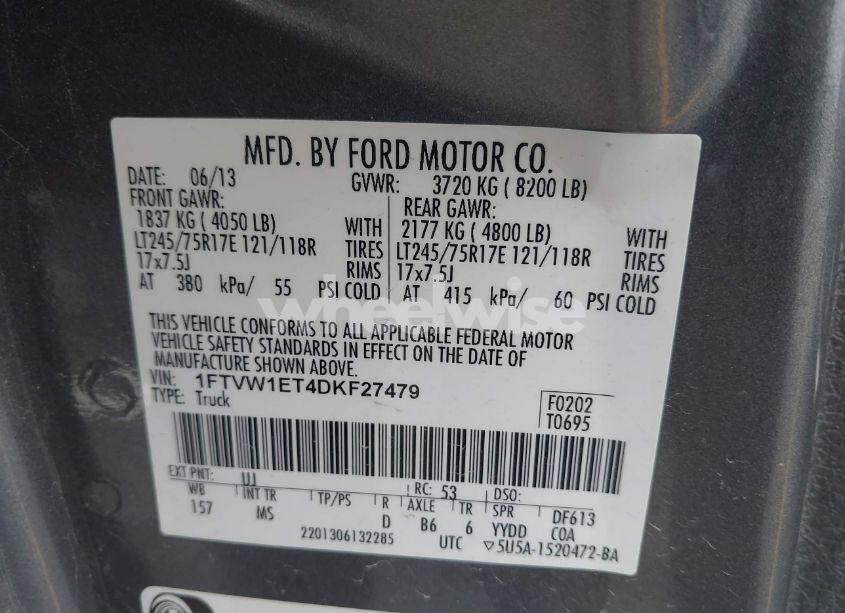 MFD. BY FORD MOTOR CO.
DATE: 06/13 GVWR: 3720 KG ( 8200 LB)
FRONT GAWR: REAR GAWR:
1837 KG ( 4050 LB) WITH 2177 KG ( 4800 LB) WITH
LT245/75R17E 121/118R TIRES LT245/75R17E 121/118R TIRES
17x7.5J RIMS 17x7.5J RIMS
AT 380 kPa/ 55 PSI COLD AT 415 kPa/ 60 PSI COLD
wheelwise
THIS VEHICLE CONFORMS TO ALL APPLICABLE FEDERAL MOTOR
VEHICLE SAFETY STANDARDS IN EFFECT ON THE DATE OF
MANUFACTURE SHOWN ABOVE.
VIN: 1FTVW1ET4DKF27479
TYPE: Truck
F0202
T0695
EXT PNT: UJ RC: 53 DSO:
WB INT TR TP/PS R AXLE TR SPR DF613
157 MS D B6 6 YYDD COA
2201306132285 UTC ▽5U5A-1520472-BA